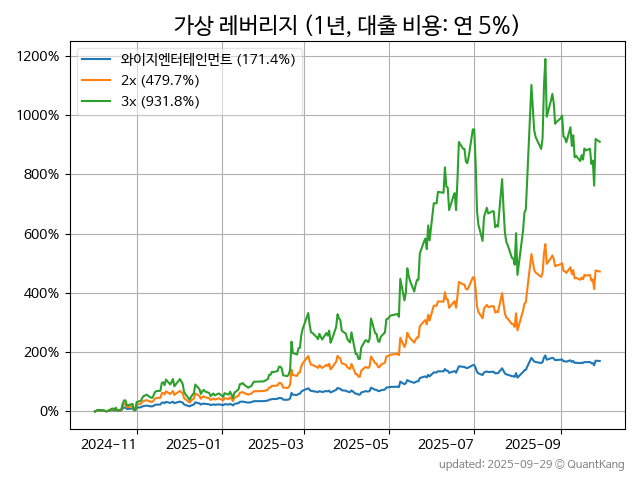 가상 레버리지 (1년, 대출 비용: 연 5%)
와이지엔터테인먼트 (171.4%)
2x (479.7%)
3x (931.8%)
1200%
1000%
800%
600%
400%
200%
0%
2024-11 2025-01 2025-03 2025-05 2025-07 2025-09
updated: 2025-09-29 © QuantKang